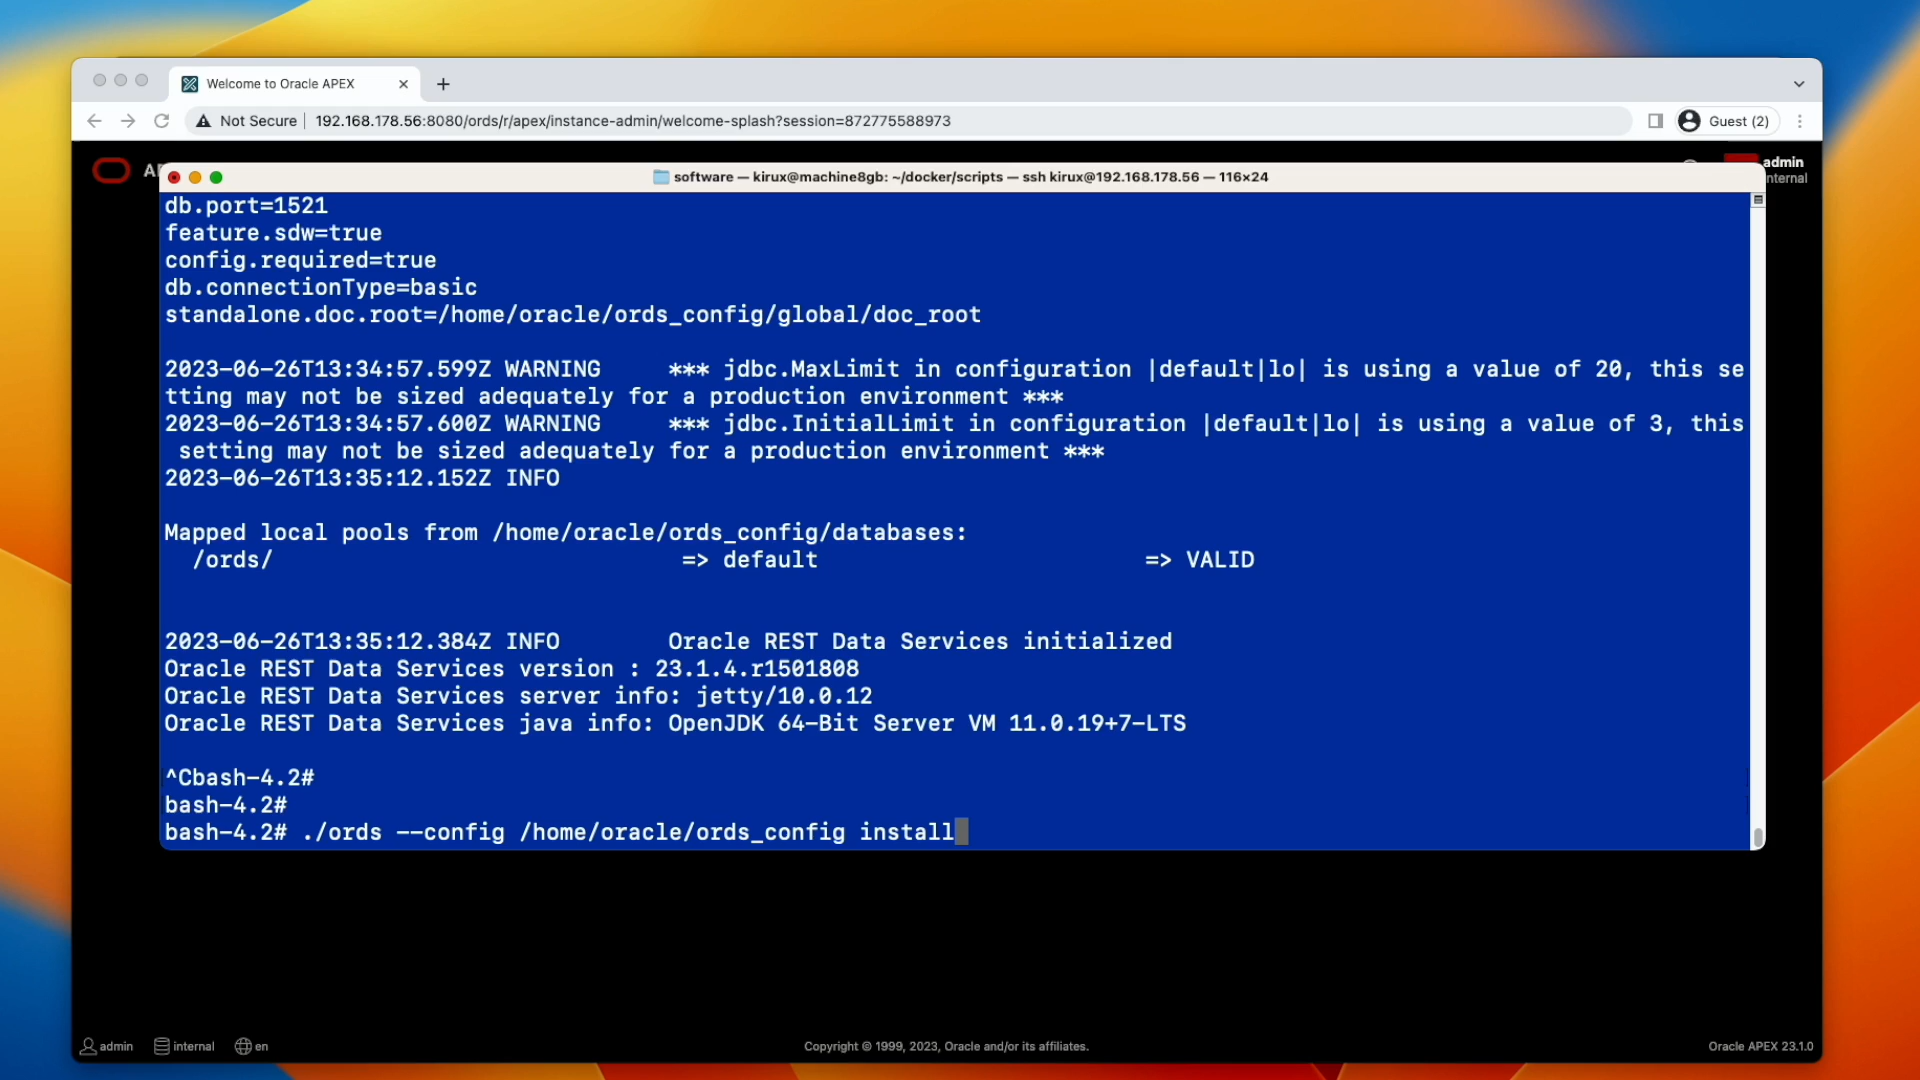 Welcome to Oracle APEX
Not Secure
192.168.178.56:8080/ords/r/apex/instance-admin/welcome-splash?session=872775588973
Guest (2)
admin
software — kirux@machine8gb: ~/docker/scripts — ssh kirux@192.168.178.56 — 116×24
db.port=1521
feature.sdw=true
config.required=true
db.connectionType=basic
standalone.doc.root=/home/oracle/ords_config/global/doc_root
2023-06-26T13:34:57.599Z WARNING     *** jdbc.MaxLimit in configuration |default|lo| is using a value of 20, this se
tting may not be sized adequately for a production environment ***
2023-06-26T13:34:57.600Z WARNING     *** jdbc.InitialLimit in configuration |default|lo| is using a value of 3, this
 setting may not be sized adequately for a production environment ***
2023-06-26T13:35:12.152Z INFO
Mapped local pools from /home/oracle/ords_config/databases:
  /ords/                              => default                        => VALID
2023-06-26T13:35:12.384Z INFO        Oracle REST Data Services initialized
Oracle REST Data Services version : 23.1.4.r1501808
Oracle REST Data Services server info: jetty/10.0.12
Oracle REST Data Services java info: OpenJDK 64-Bit Server VM 11.0.19+7-LTS
^Cbash-4.2#
bash-4.2#
bash-4.2# ./ords --config /home/oracle/ords_config install
admin
internal
en
Copyright © 1999, 2023, Oracle and/or its affiliates.
Oracle APEX 23.1.0